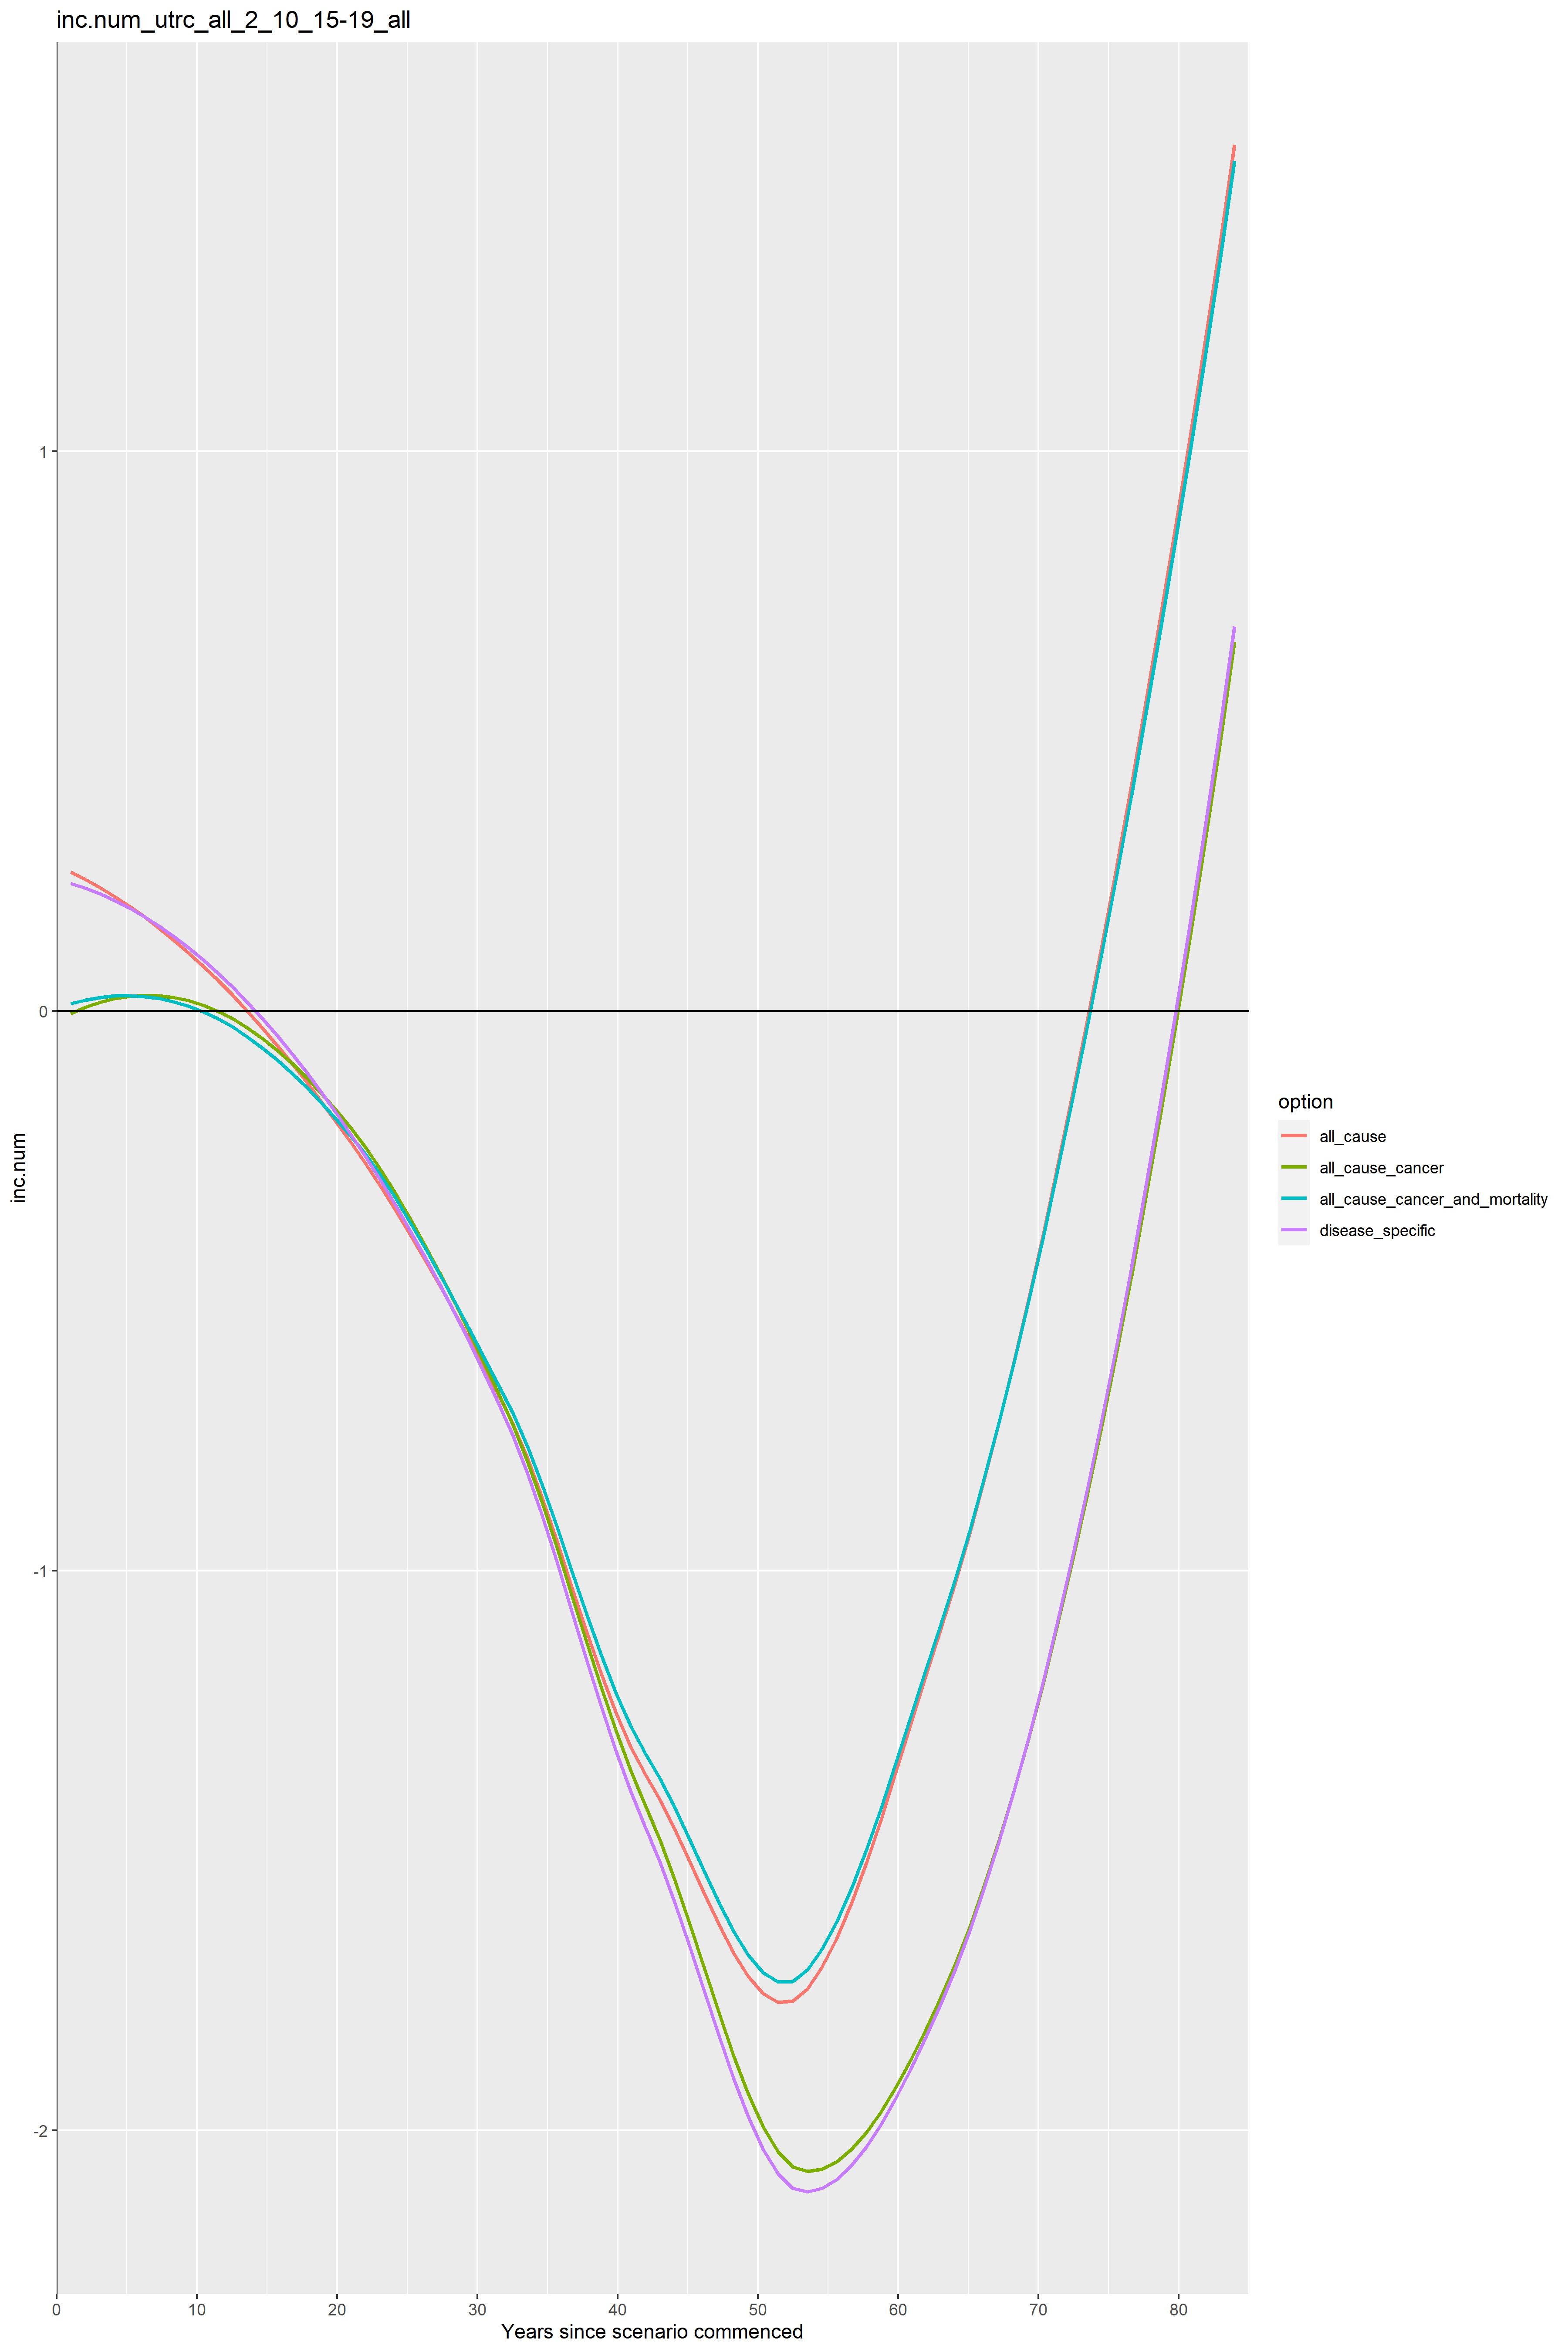 inc.num_utrc_all_2_10_15-19_all
1
0
-1
-2
inc.num
0 10 20 30 40 50 60 70 80
Years since scenario commenced
option
all_cause
all_cause_cancer
all_cause_cancer_and_mortality
disease_specific